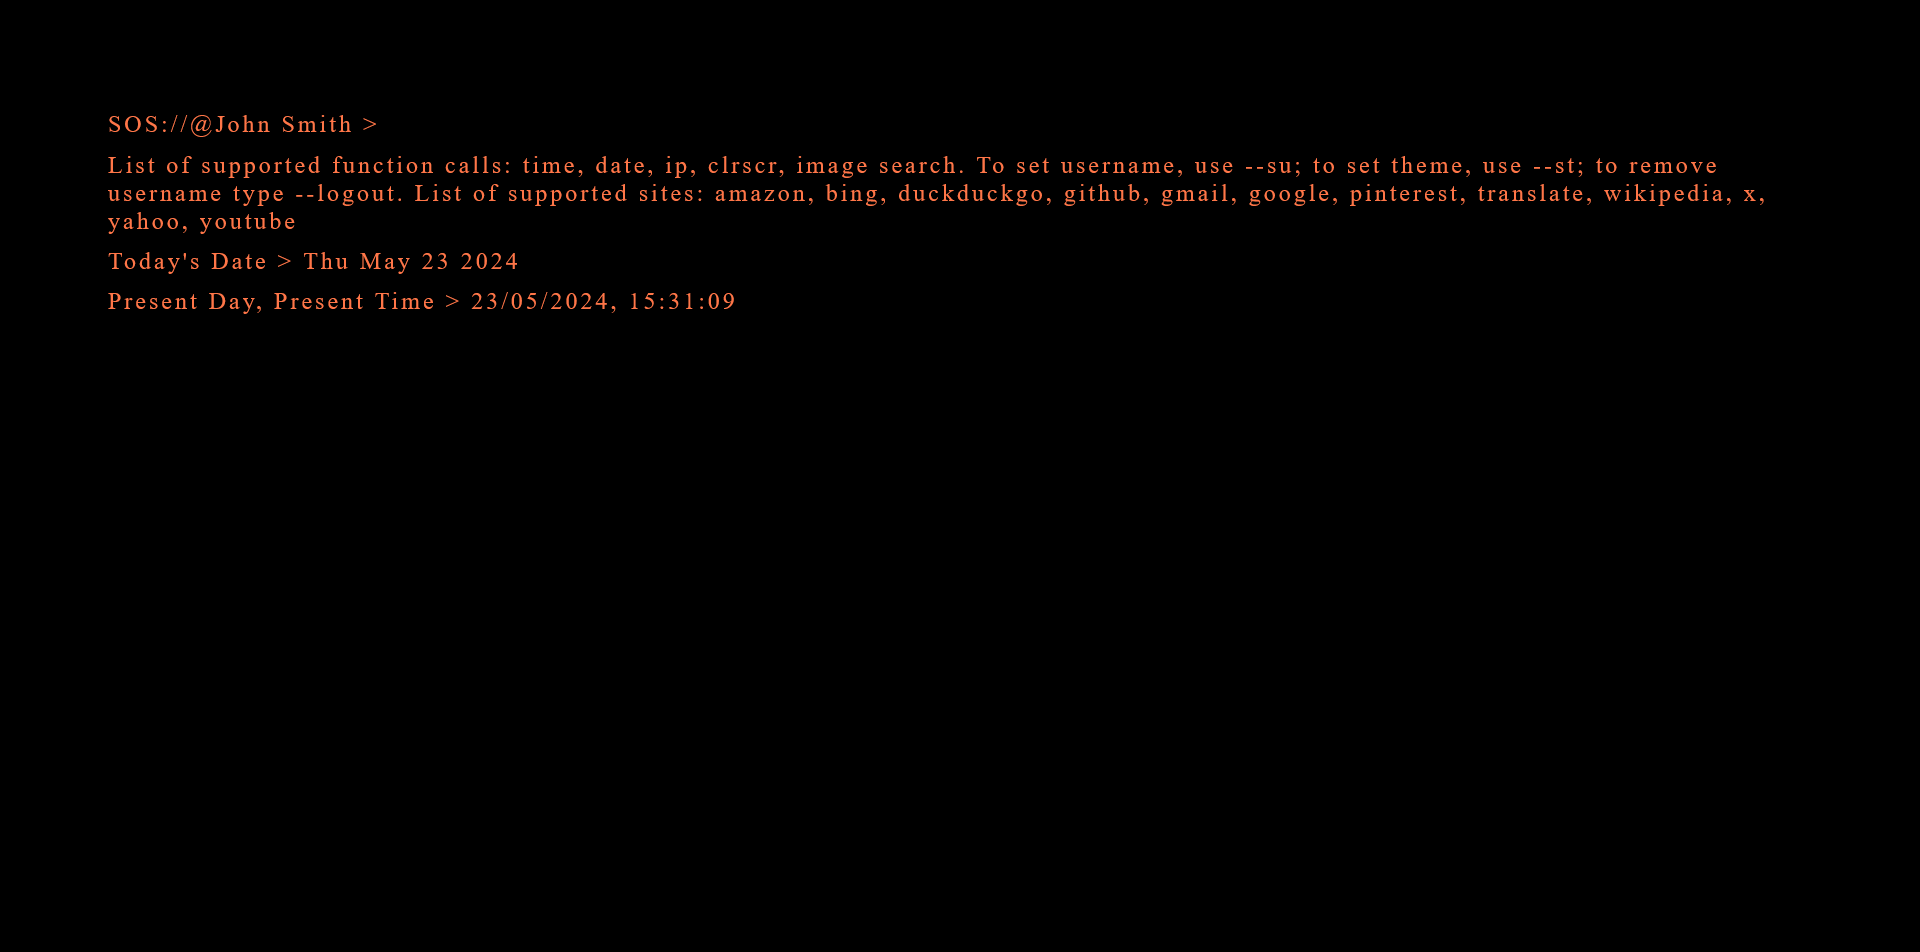 SOS://@John Smith >
List of supported function calls: time, date, ip, clrscr, image search. To set username, use --su; to set theme, use --st; to remove
username type --logout. List of supported sites: amazon, bing, duckduckgo, github, gmail, google, pinterest, translate, wikipedia, x,
yahoo, youtube
Today's Date > Thu May 23 2024
Present Day, Present Time > 23/05/2024, 15:31:09